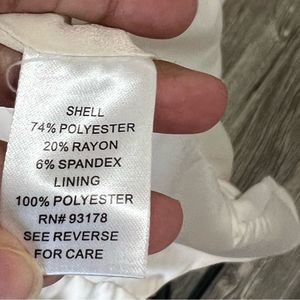 SHELL
74% POLYESTER
20% RAYON
6% SPANDEX
LINING
100% POLYESTER
RN# 93178
SEE REVERSE
FOR CARE